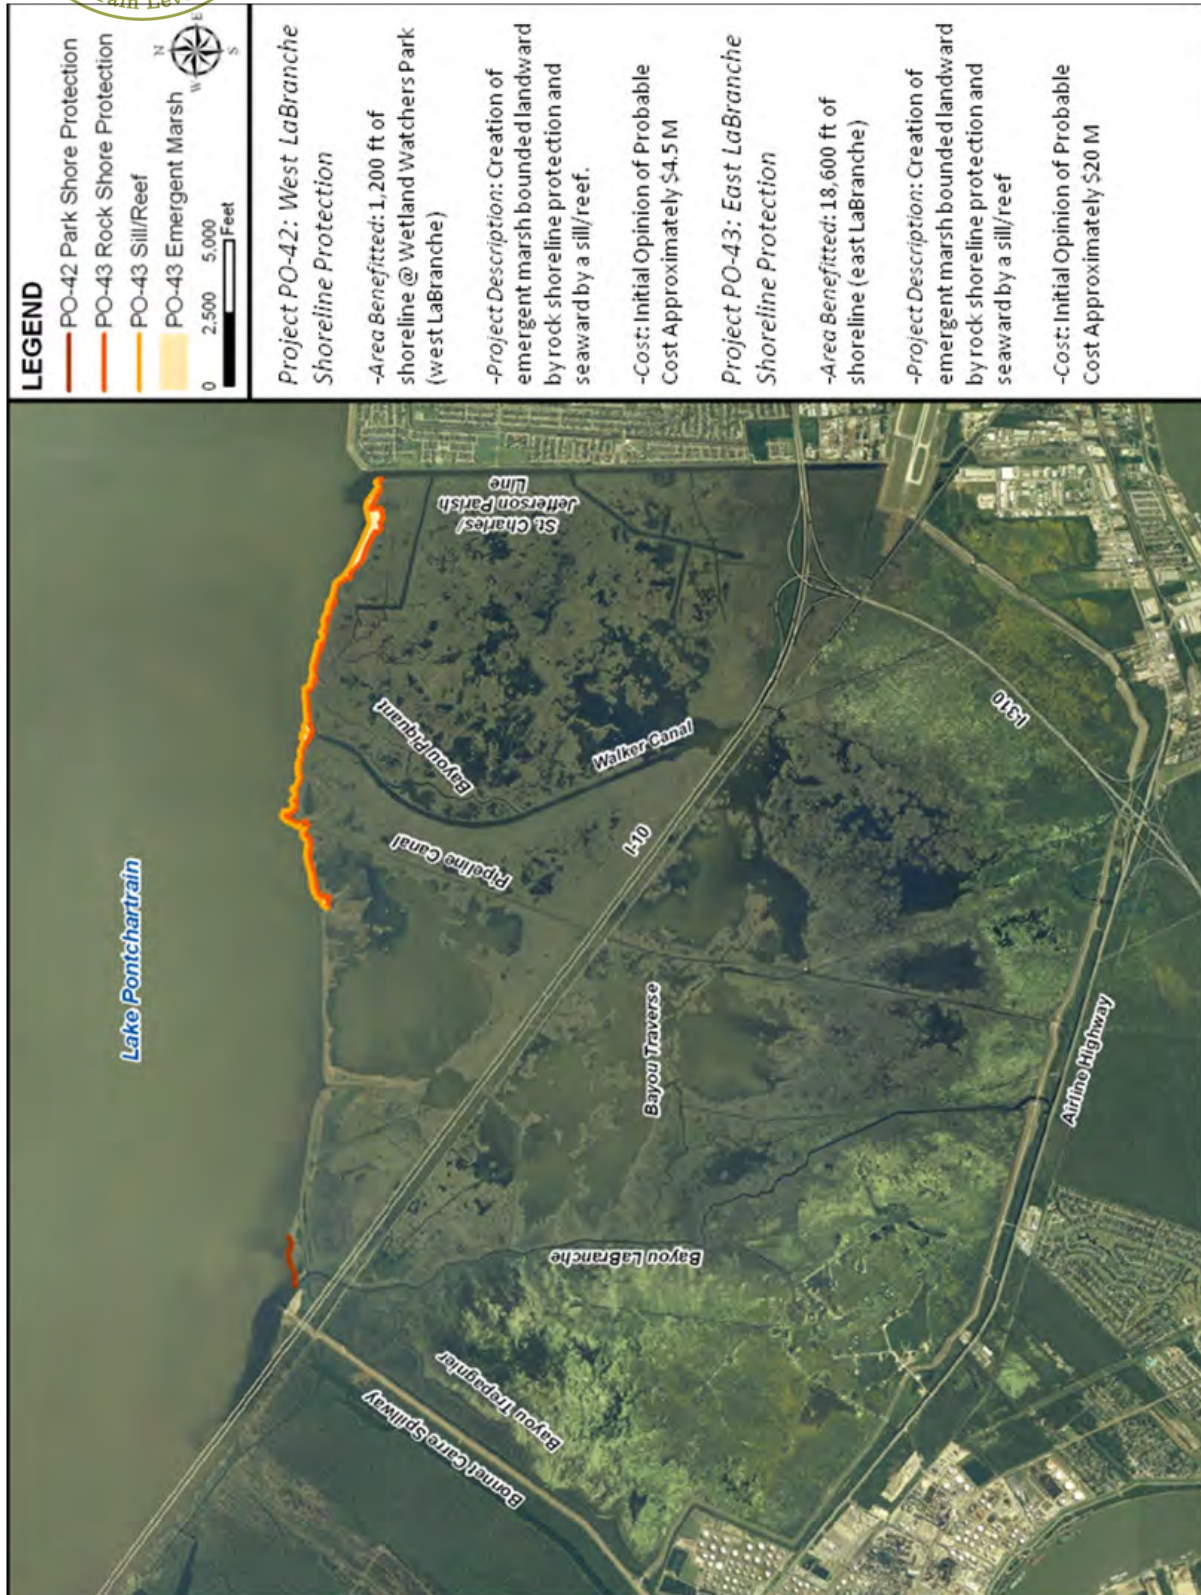 ain Lev
LEGEND
PO-42 Park Shore Protection
PO-43 Rock Shore Protection
PO-43 Sill/Reef
PO-43 Emergent Marsh
N
E
S
W
0 2,500 5,000
Feet
Project PO-42: West LaBranche
Shoreline Protection
-Area Benefitted: 1,200 ft of
shoreline @ Wetland Watchers Park
(west LaBranche)
-Project Description: Creation of
emergent marsh bounded landward
by rock shoreline protection and
seaward by a sill/ref.
-Cost: Initial Opinion of Probable
Cost Approximately $4.5 M
Project PO-43: East LaBranche
Shoreline Protection
-Area Benefitted: 18,600 ft of
shoreline (east LaBranche)
-Project Description: Creation of
emergent marsh bounded landward
by rock shoreline protection and
seaward by a sill/reef
-Cost: Initial Opinion of Probable
Cost Approximately $20 M
Lake Pontchartrain
St. Charles/
Jefferson Parish
Line
Bayou Piquant
Walker Canal
Pipeline Canal
I-10
I-310
Bayou Traverse
Airline Highway
Bayou LaBranche
Bayou Trepagnier
Bonnet Carre Spillway